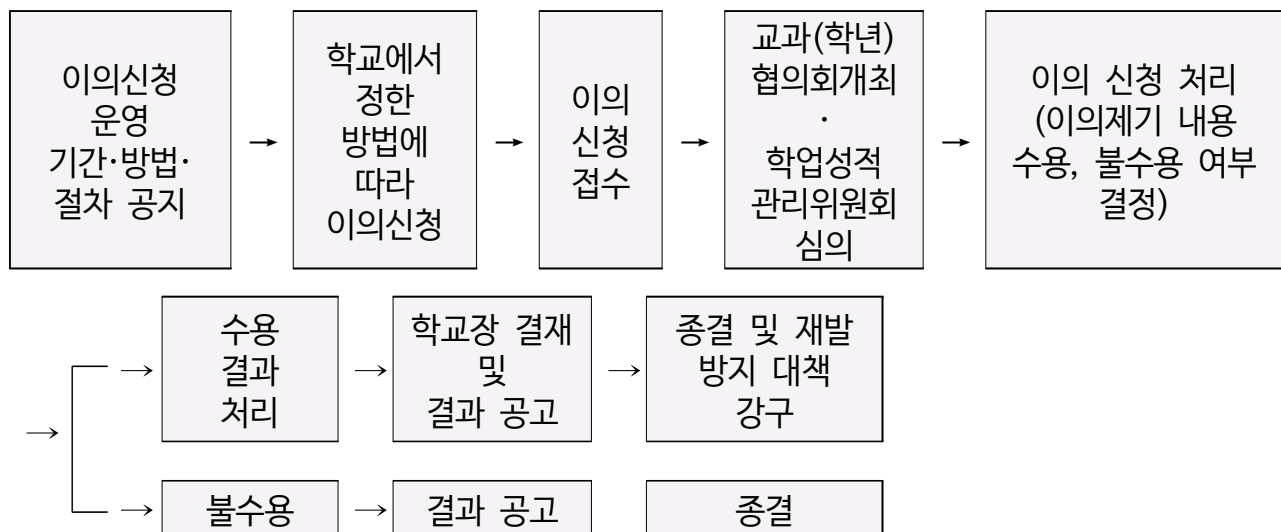 이의신청
운영
기간·방법·
절차 공지
→
학교에서
정한
방법에
따라
이의신청
→
이의
신청
접수
→
교과(학년)
협의회개최
·
학업성적
관리위원회
심의
→
이의 신청 처리
(이의제기 내용
수용, 불수용 여부
결정)
→
→
수용
결과
처리
→
학교장 결재
및
결과 공고
→
종결 및 재발
방지 대책
강구
→
불수용
→
결과 공고
종결